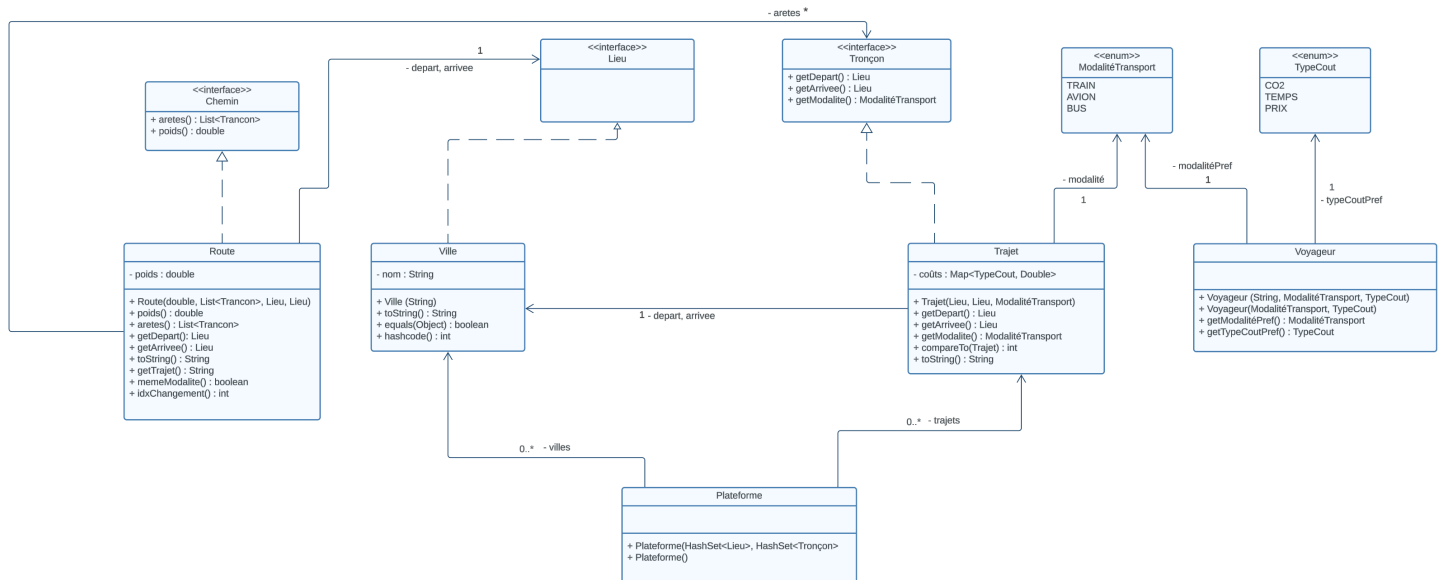 - aretes *
<<interface>>
Lieu
1
- depart, arrivee
<<interface>>
Tronçon
+ getDepart() : Lieu
+ getArrivee() : Lieu
+ getModalite() : ModalitéTransport
<<enum>>
ModalitéTransport
TRAIN
AVION
BUS
<<enum>>
TypeCout
CO2
TEMPS
PRIX
<<interface>>
Chemin
+ aretes() : List<Trancon>
+ poids() : double
- modalité
1
- modalitéPref
1
1
- typeCoutPref
Route
- poids : double
+ Route(double, List<Trancon>, Lieu, Lieu)
+ poids() : double
+ aretes() : List<Trancon>
+ getDepart(): Lieu
+ getArrivee() : Lieu
+ toString() : String
+ getTrajet() : String
+ memeModalite() : boolean
+ idxChangement() : int
Ville
- nom : String
+ Ville (String)
+ toString() : String
+ equals(Object) : boolean
+ hashcode() : int
1 - depart, arrivee
Trajet
- coûts : Map<TypeCout, Double>
+ Trajet(Lieu, Lieu, ModalitéTransport)
+ getDepart() : Lieu
+ getArrivee() : Lieu
+ getModalite() : ModalitéTransport
+ compareTo(Trajet) : int
+ toString() : String
Voyageur
+ Voyageur (String, ModalitéTransport, TypeCout)
+ Voyageur(ModalitéTransport, TypeCout)
+ getModalitéPref() : ModalitéTransport
+ getTypeCoutPref() : TypeCout
0..* - villes
0..* - trajets
Plateforme
+ Plateforme(HashSet<Lieu>, HashSet<Tronçon>
+ Plateforme()